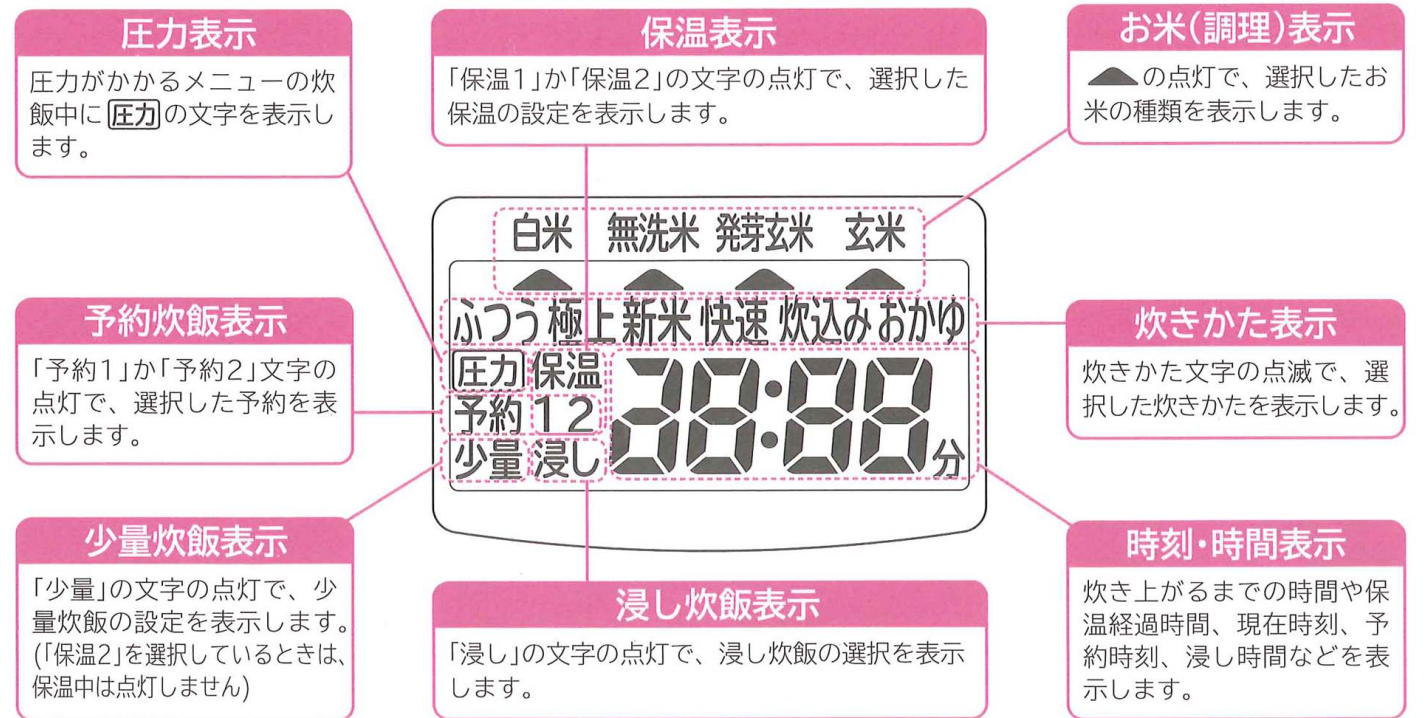 圧力表示
圧力がかかるメニューの炊
飯中に圧力の文字を表示し
ます。
保温表示
「保温1」か「保温2」の文字の点灯で、選択した
保温の設定を表示します。
お米(調理)表示
▲の点灯で、選択したお
米の種類を表示します。
白米 無洗米 発芽玄米 玄米
ふつう 極上 新米 快速 炊込み おかゆ
圧力 保温
予約 12
少量 浸し 38:88分
予約炊飯表示
「予約1」か「予約2」文字の
点灯で、選択した予約を表
示します。
炊きかた表示
炊きかた文字の点滅で、選
択した炊きかたを表示します。
少量炊飯表示
「少量」の文字の点灯で、少
量炊飯の設定を表示します。
(「保温2」を選択しているときは、
保温中は点灯しません)
浸し炊飯表示
「浸し」の文字の点灯で、浸し炊飯の選択を表示
します。
時刻・時間表示
炊き上がるまでの時間や保
温経過時間、現在時刻、予
約時刻、浸し時間などを表
示します。